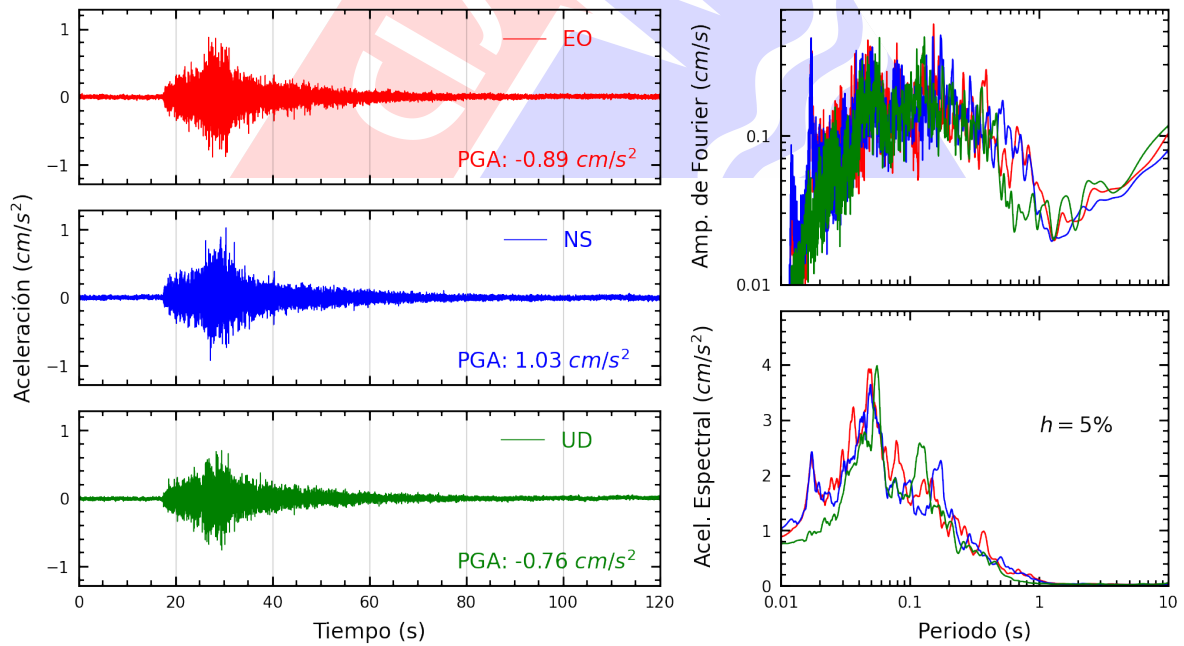 Aceleración (cm/s²)
1
0
−1
EO
PGA: -0.89 cm/s²
1
0
−1
NS
PGA: 1.03 cm/s²
1
0
−1
UD
PGA: -0.76 cm/s²
0 20 40 60 80 100 120
Tiempo (s)
Amp. de Fourier (cm/s)
0.1
0.01
Acel. Espectral (cm/s²)
4
3
2
1
0
h = 5%
0.01 0.1 1 10
Periodo (s)